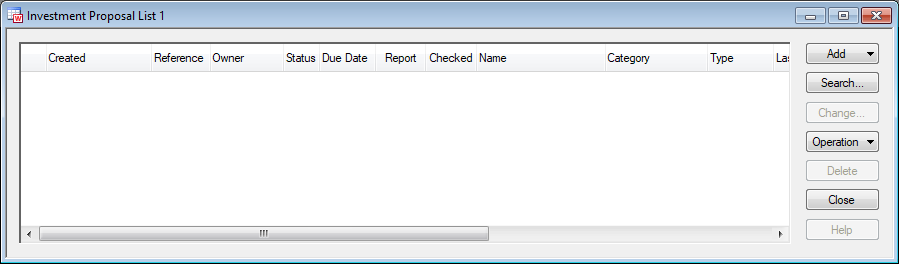 Investment Proposal List 1
Created Reference Owner Status Due Date Report Checked Name Category Type Las
Add
Search...
Change...
Operation
Delete
Close
Help